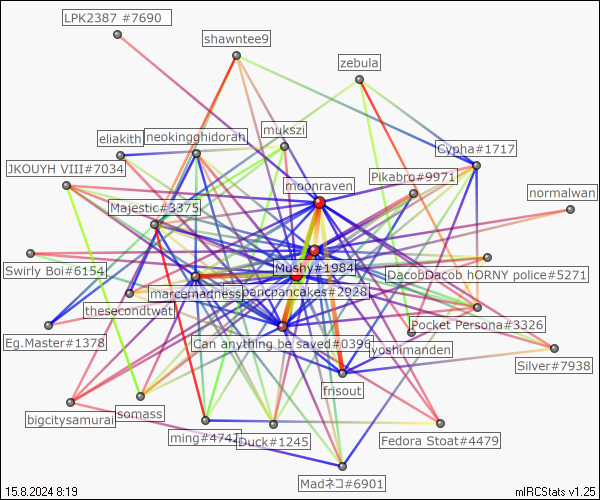 LPK2387 #7690
shawntee9
zebula
mukszi
neokingghidorah
eliakith
Cypha#1717
JKOUYH VIII#7034
Pikabro#9971
moonraven
normalwan
Majestic#3375
Mushy#1984
Swirly Boi#6154
DacobDacob hORNY police#5271
marcemadness
pancpancakes#2928
thesecondtwat
Pocket Persona#3326
Eg.Master#1378
Can anything be saved#0396
yoshimanden
Silver#7938
frisout
bigcitysamurai
somass
ming#4742
Duck#1245
Fedora Stoat#4479
Madネコ#6901
15.8.2024 8:19
mIRCStats v1.25